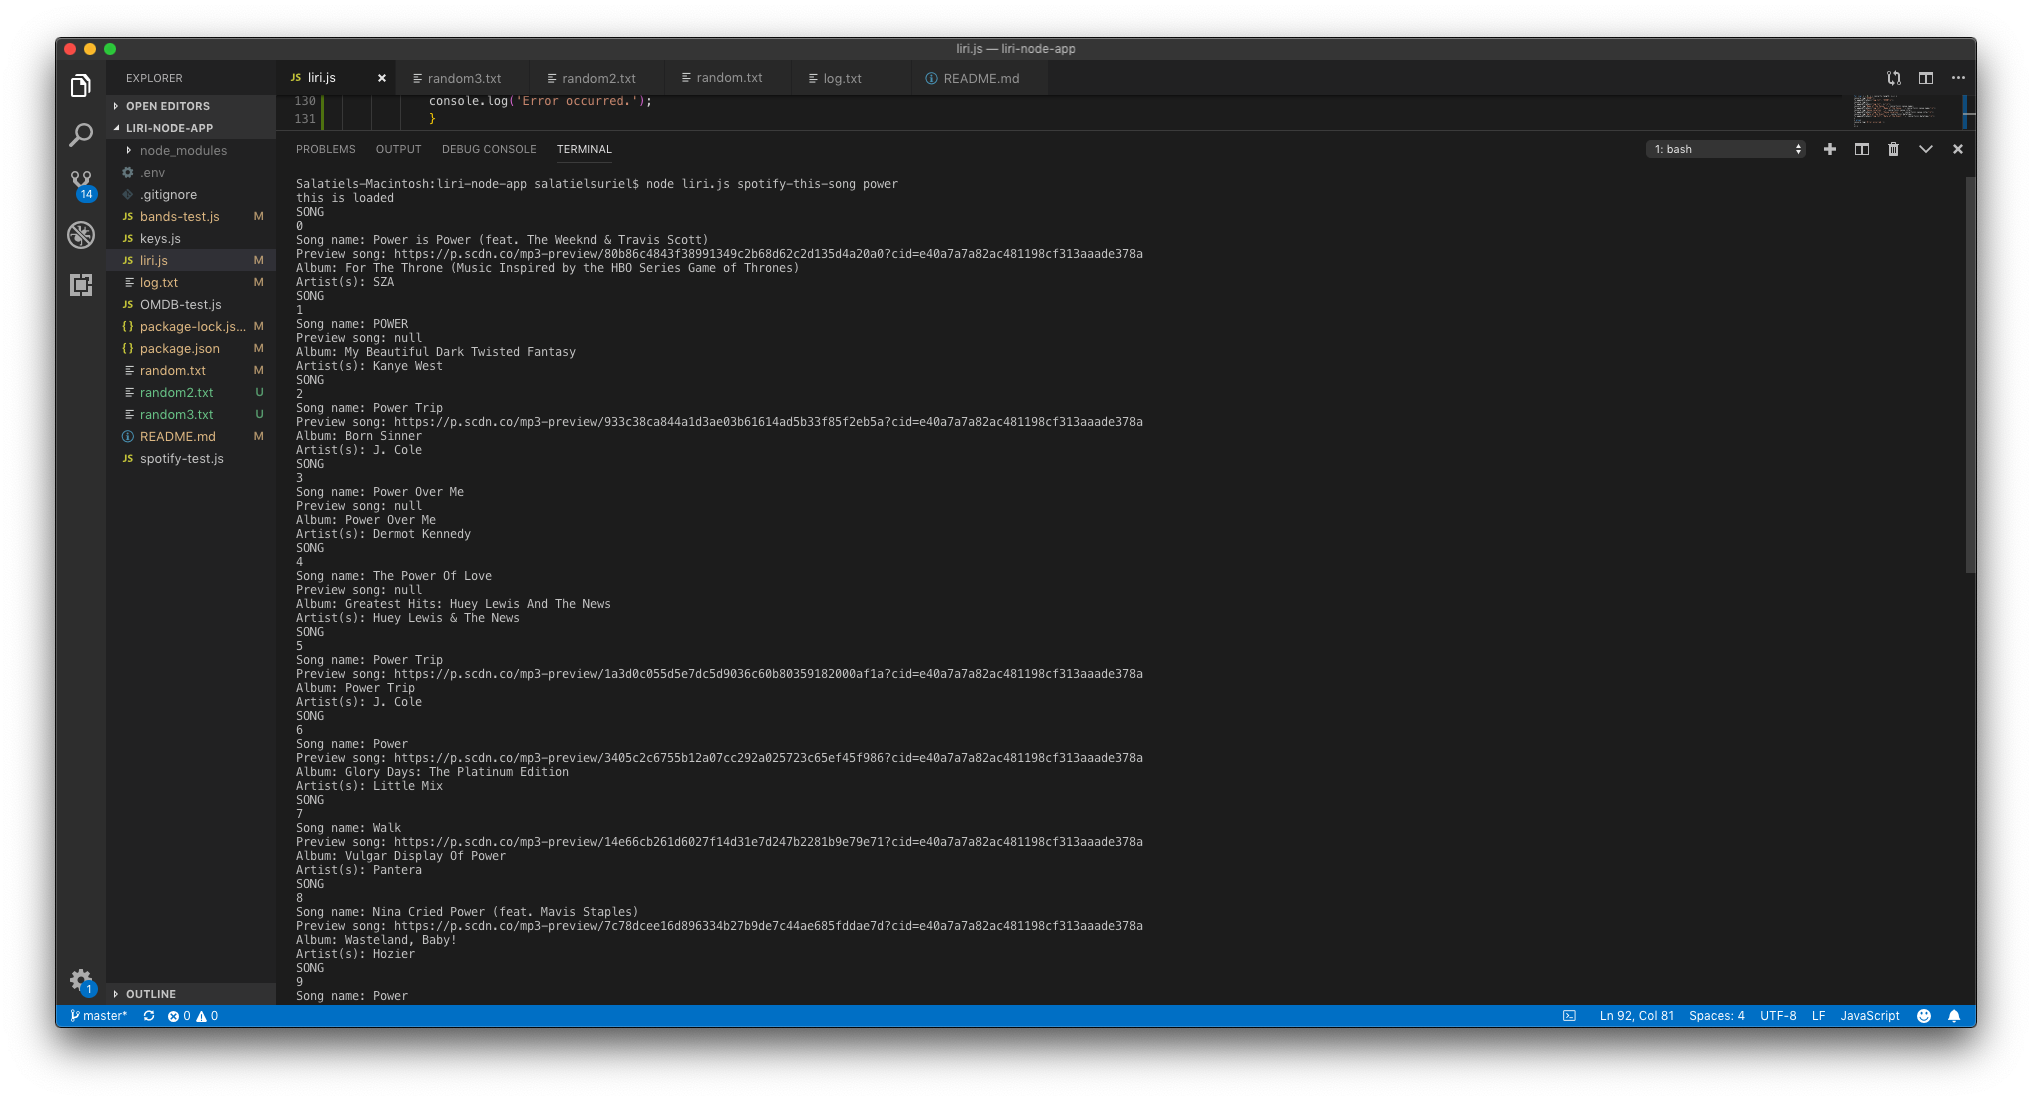 liri.js — liri-node-app
EXPLORER
OPEN EDITORS
LIRI-NODE-APP
node_modules
.env
.gitignore
JS bands-test.js M
JS keys.js
JS liri.js M
log.txt M
JS OMDB-test.js
{} package-lock.js... M
{} package.json M
random.txt M
random2.txt U
random3.txt U
README.md M
JS spotify-test.js
OUTLINE
14
1
JS liri.js × random3.txt random2.txt random.txt log.txt README.md
130 console.log('Error occurred.');
131 }
PROBLEMS OUTPUT DEBUG CONSOLE TERMINAL 1: bash
Salatiels-Macintosh:liri-node-app salatielsuriel$ node liri.js spotify-this-song power
this is loaded
SONG
0
Song name: Power is Power (feat. The Weeknd & Travis Scott)
Preview song: https://p.scdn.co/mp3-preview/80b86c4843f38991349c2b68d62c2d135d4a20a0?cid=e40a7a7a82ac481198cf313aaade378a
Album: For The Throne (Music Inspired by the HBO Series Game of Thrones)
Artist(s): SZA
SONG
1
Song name: POWER
Preview song: null
Album: My Beautiful Dark Twisted Fantasy
Artist(s): Kanye West
SONG
2
Song name: Power Trip
Preview song: https://p.scdn.co/mp3-preview/933c38ca844a1d3ae03b61614ad5b33f85f2eb5a?cid=e40a7a7a82ac481198cf313aaade378a
Album: Born Sinner
Artist(s): J. Cole
SONG
3
Song name: Power Over Me
Preview song: null
Album: Power Over Me
Artist(s): Dermot Kennedy
SONG
4
Song name: The Power Of Love
Preview song: null
Album: Greatest Hits: Huey Lewis And The News
Artist(s): Huey Lewis & The News
SONG
5
Song name: Power Trip
Preview song: https://p.scdn.co/mp3-preview/1a3d0c055d5e7dc5d9036c60b80359182000af1a?cid=e40a7a7a82ac481198cf313aaade378a
Album: Power Trip
Artist(s): J. Cole
SONG
6
Song name: Power
Preview song: https://p.scdn.co/mp3-preview/3405c2c6755b12a07cc292a025723c65ef45f986?cid=e40a7a7a82ac481198cf313aaade378a
Album: Glory Days: The Platinum Edition
Artist(s): Little Mix
SONG
7
Song name: Walk
Preview song: https://p.scdn.co/mp3-preview/14e66cb261d6027f14d31e7d247b2281b9e79e71?cid=e40a7a7a82ac481198cf313aaade378a
Album: Vulgar Display Of Power
Artist(s): Pantera
SONG
8
Song name: Nina Cried Power (feat. Mavis Staples)
Preview song: https://p.scdn.co/mp3-preview/7c78dcee16d896334b27b9de7c44ae685fddae7d?cid=e40a7a7a82ac481198cf313aaade378a
Album: Wasteland, Baby!
Artist(s): Hozier
SONG
9
Song name: Power
master* 0 0 Ln 92, Col 81 Spaces: 4 UTF-8 LF JavaScript